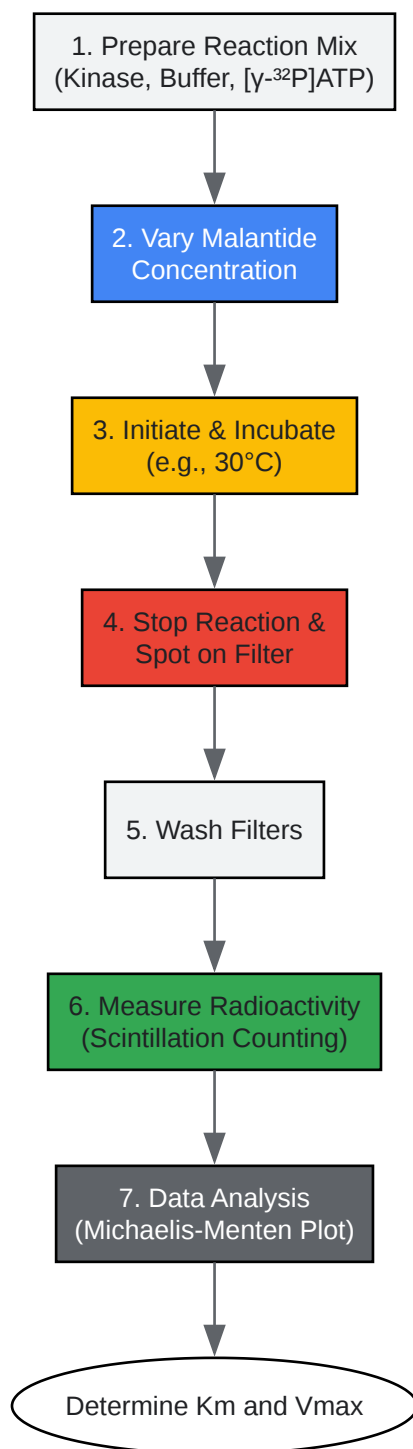 1. Prepare Reaction Mix
(Kinase, Buffer, [γ-³²P]ATP)
2. Vary Malantide
Concentration
3. Initiate & Incubate
(e.g., 30°C)
4. Stop Reaction &
Spot on Filter
5. Wash Filters
6. Measure Radioactivity
(Scintillation Counting)
7. Data Analysis
(Michaelis-Menten Plot)
Determine Km and Vmax